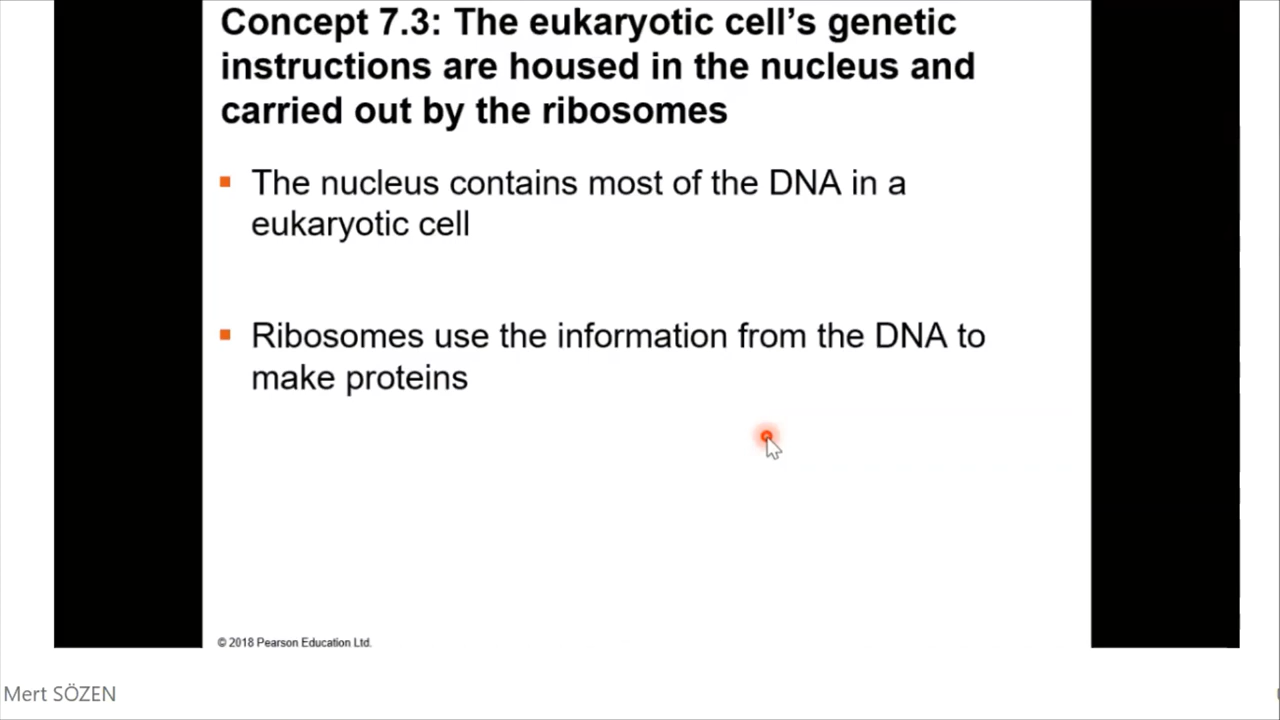 Concept 7.3: The eukaryotic cell’s genetic
instructions are housed in the nucleus and
carried out by the ribosomes
The nucleus contains most of the DNA in a
eukaryotic cell
Ribosomes use the information from the DNA to
make proteins
© 2018 Pearson Education Ltd.
Mert SÖZEN